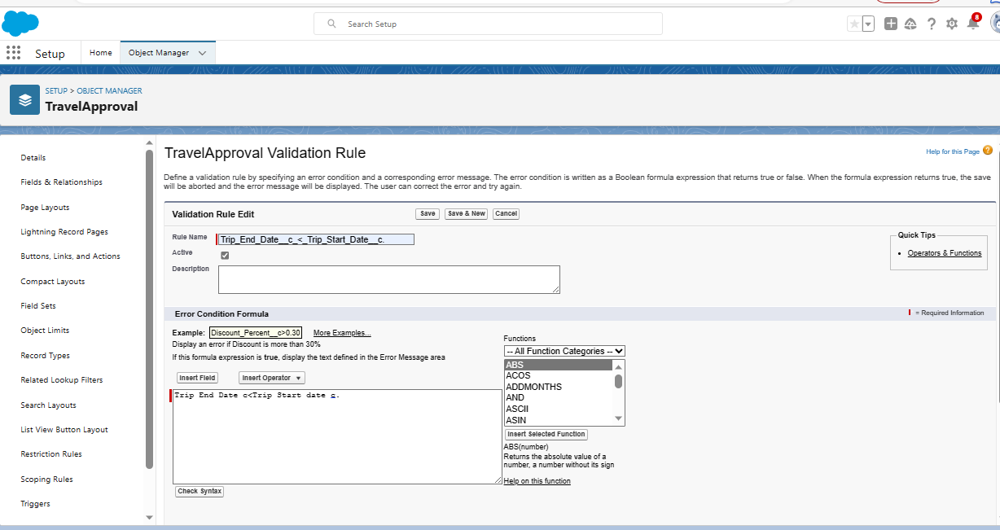 Search Setup
8
Setup
Home
Object Manager
SETUP > OBJECT MANAGER
TravelApproval
Details
Fields & Relationships
Page Layouts
Lightning Record Pages
Buttons, Links, and Actions
Compact Layouts
Field Sets
Object Limits
Record Types
Related Lookup Filters
Search Layouts
List View Button Layout
Restriction Rules
Scoping Rules
Triggers
TravelApproval Validation Rule
Help for this Page ?
Define a validation rule by specifying an error condition and a corresponding error message. The error condition is written as a Boolean formula expression that returns true or false. When the formula expression returns true, the save
will be aborted and the error message will be displayed. The user can correct the error and try again.
Validation Rule Edit
Save
Save & New
Cancel
Rule Name
Trip_End_Date__c_<_Trip_Start_Date__c.
Active
Description
Quick Tips
• Operators & Functions
Error Condition Formula
= Required Information
Example: Discount_Percent__c>0.30 More Examples...
Display an error if Discount is more than 30%
If this formula expression is true, display the text defined in the Error Message area
Insert Field
Insert Operator
Trip End Date c<Trip Start date c.
Check Syntax
Functions
-- All Function Categories --
ABS
ACOS
ADDMONTHS
AND
ASCII
ASIN
Insert Selected Function
ABS(number)
Returns the absolute value of a
number, a number without its sign
Help on this function